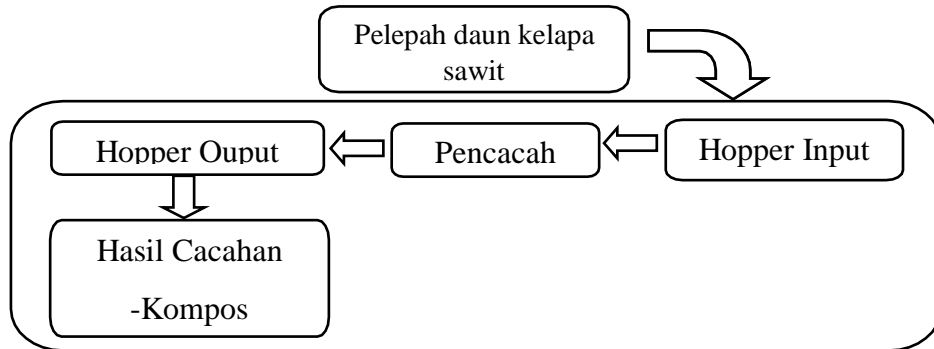 Pelepah daun kelapa
sawit
Hopper Input
Pencacah
Hopper Ouput
Hasil Cacahan
-Kompos